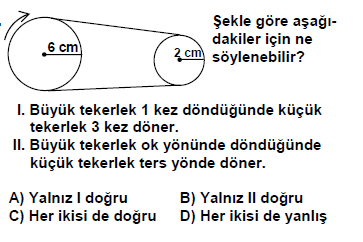 6 cm
2 cm
Şekle göre aşağı-
dakiler için ne
söylenebilir?
I. Büyük tekerlek 1 kez döndüğünde küçük
tekerlek 3 kez döner.
II. Büyük tekerlek ok yönünde döndüğünde
küçük tekerlek ters yönde döner.
A) Yalnız I doğru B) Yalnız II doğru
C) Her ikisi de doğru D) Her ikisi de yanlış